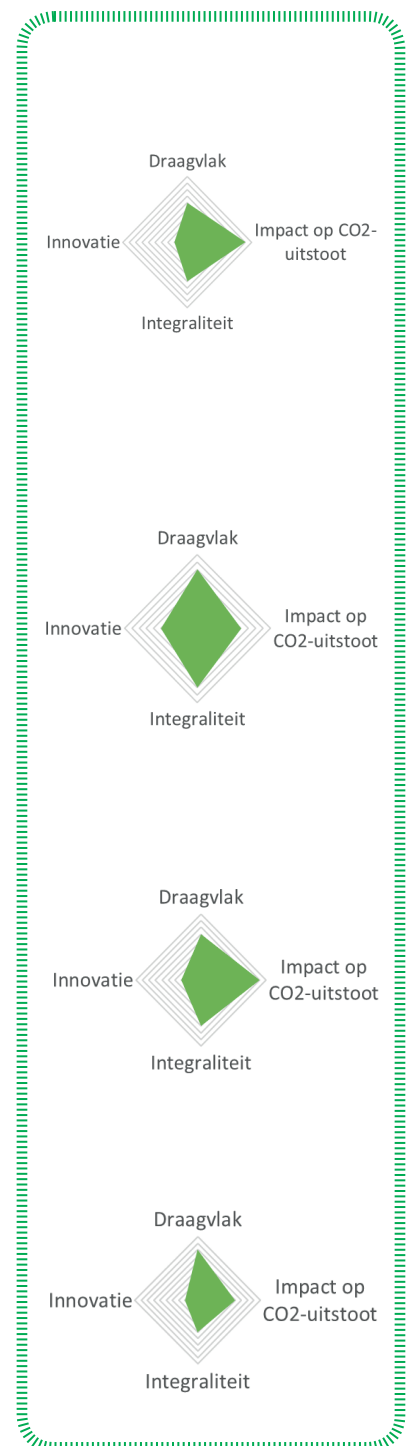 Draagvlak
Innovatie
Impact op CO2-
uitstoot
Integraliteit
Draagvlak
Innovatie
Impact op
CO2-uitstoot
Integraliteit
Draagvlak
Innovatie
Impact op
CO2-uitstoot
Integraliteit
Draagvlak
Innovatie
Impact op
CO2-uitstoot
Integraliteit